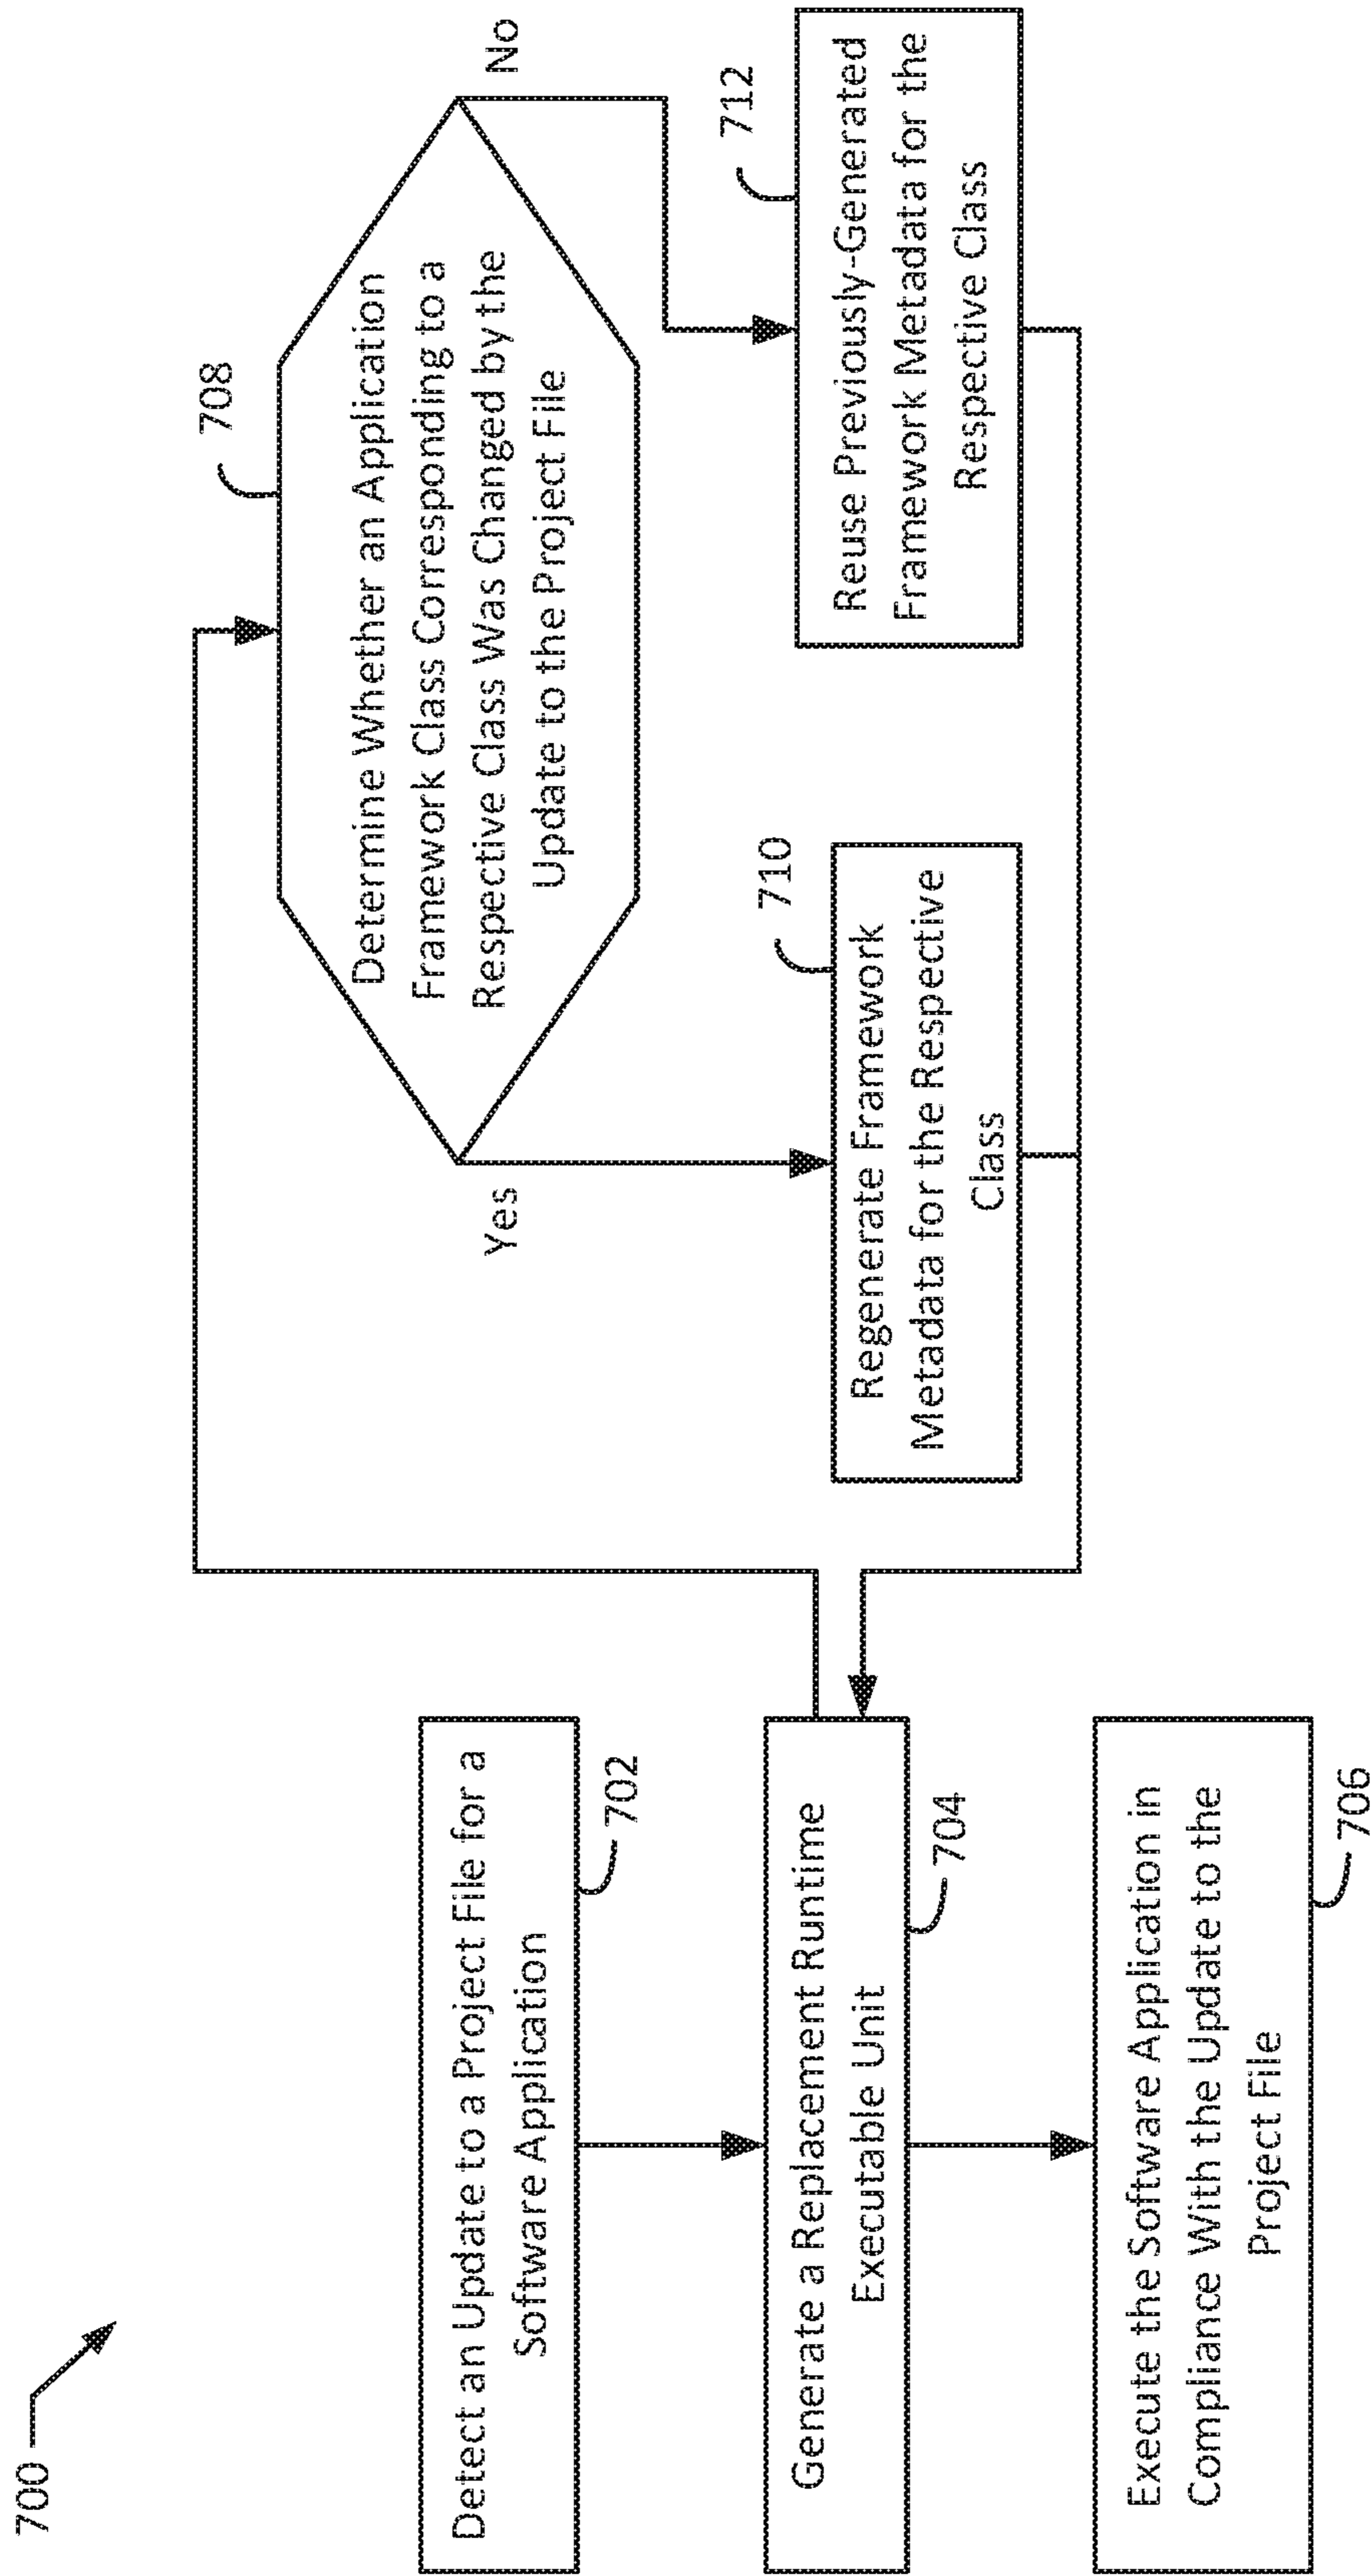 700
Detect an Update to a Project File for a
Software Application
702
Generate a Replacement Runtime
Executable Unit
704
Execute the Software Application in
Compliance With the Update to the
Project File
706
708
Determine Whether an Application
Framework Class Corresponding to a
Respective Class Was Changed by the
Update to the Project File
Yes
No
710
Regenerate Framework
Metadata for the Respective
Class
712
Reuse Previously-Generated
Framework Metadata for the
Respective Class